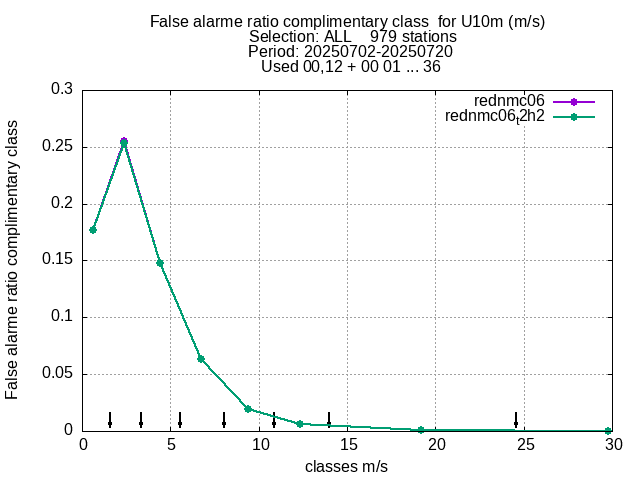 False alarme ratio complimentary class  for U10m (m/s)
Selection: ALL    979 stations
Period: 20250702-20250720
Used 00,12 + 00 01 ... 36
rednmc06
rednmc06t2h2
False alarme ratio complimentary class
0.3
0.25
0.2
0.15
0.1
0.05
0
0 5 10 15 20 25 30
classes m/s